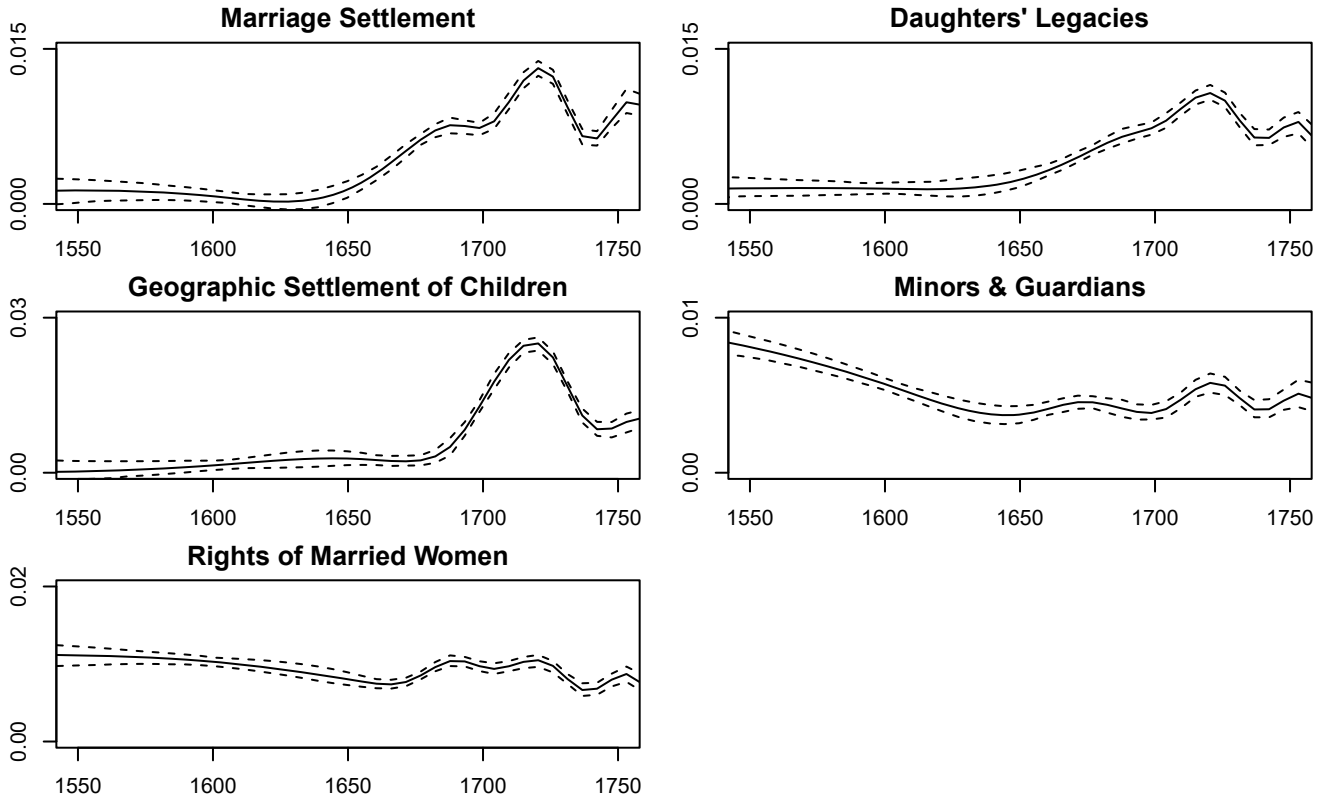 Marriage Settlement
0.015
0.000
1550 1600 1650 1700 1750
Daughters' Legacies
0.015
0.000
1550 1600 1650 1700 1750
Geographic Settlement of Children
0.03
0.00
1550 1600 1650 1700 1750
Minors & Guardians
0.01
0.00
1550 1600 1650 1700 1750
Rights of Married Women
0.02
0.00
1550 1600 1650 1700 1750